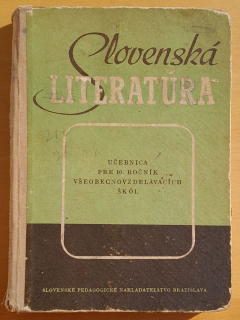 Slovenská
LITERATÚRA
UČEBNICA
PRE 10. ROČNÍK
VŠEOBECNOVZDELÁVACÍCH
ŠKÔL
SLOVENSKÉ PEDAGOGICKÉ NAKLADATEĽSTVO BRATISLAVA